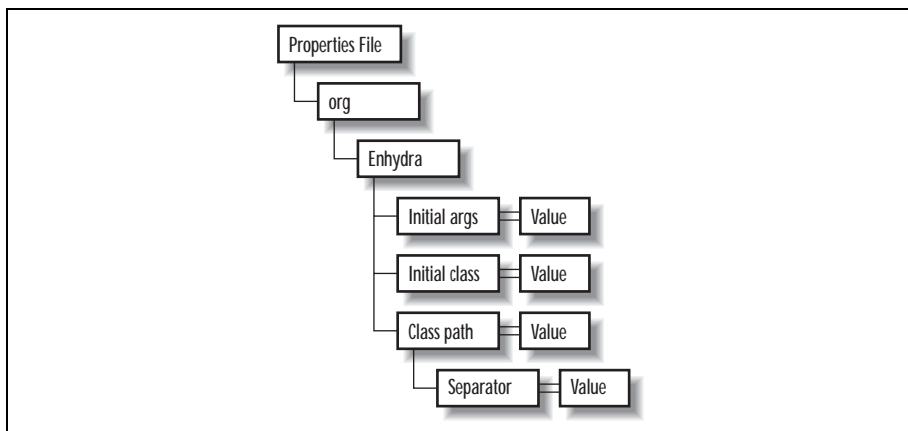 Properties File
org
Enhydra
Initial args
Value
Initial class
Value
Class path
Value
Separator
Value